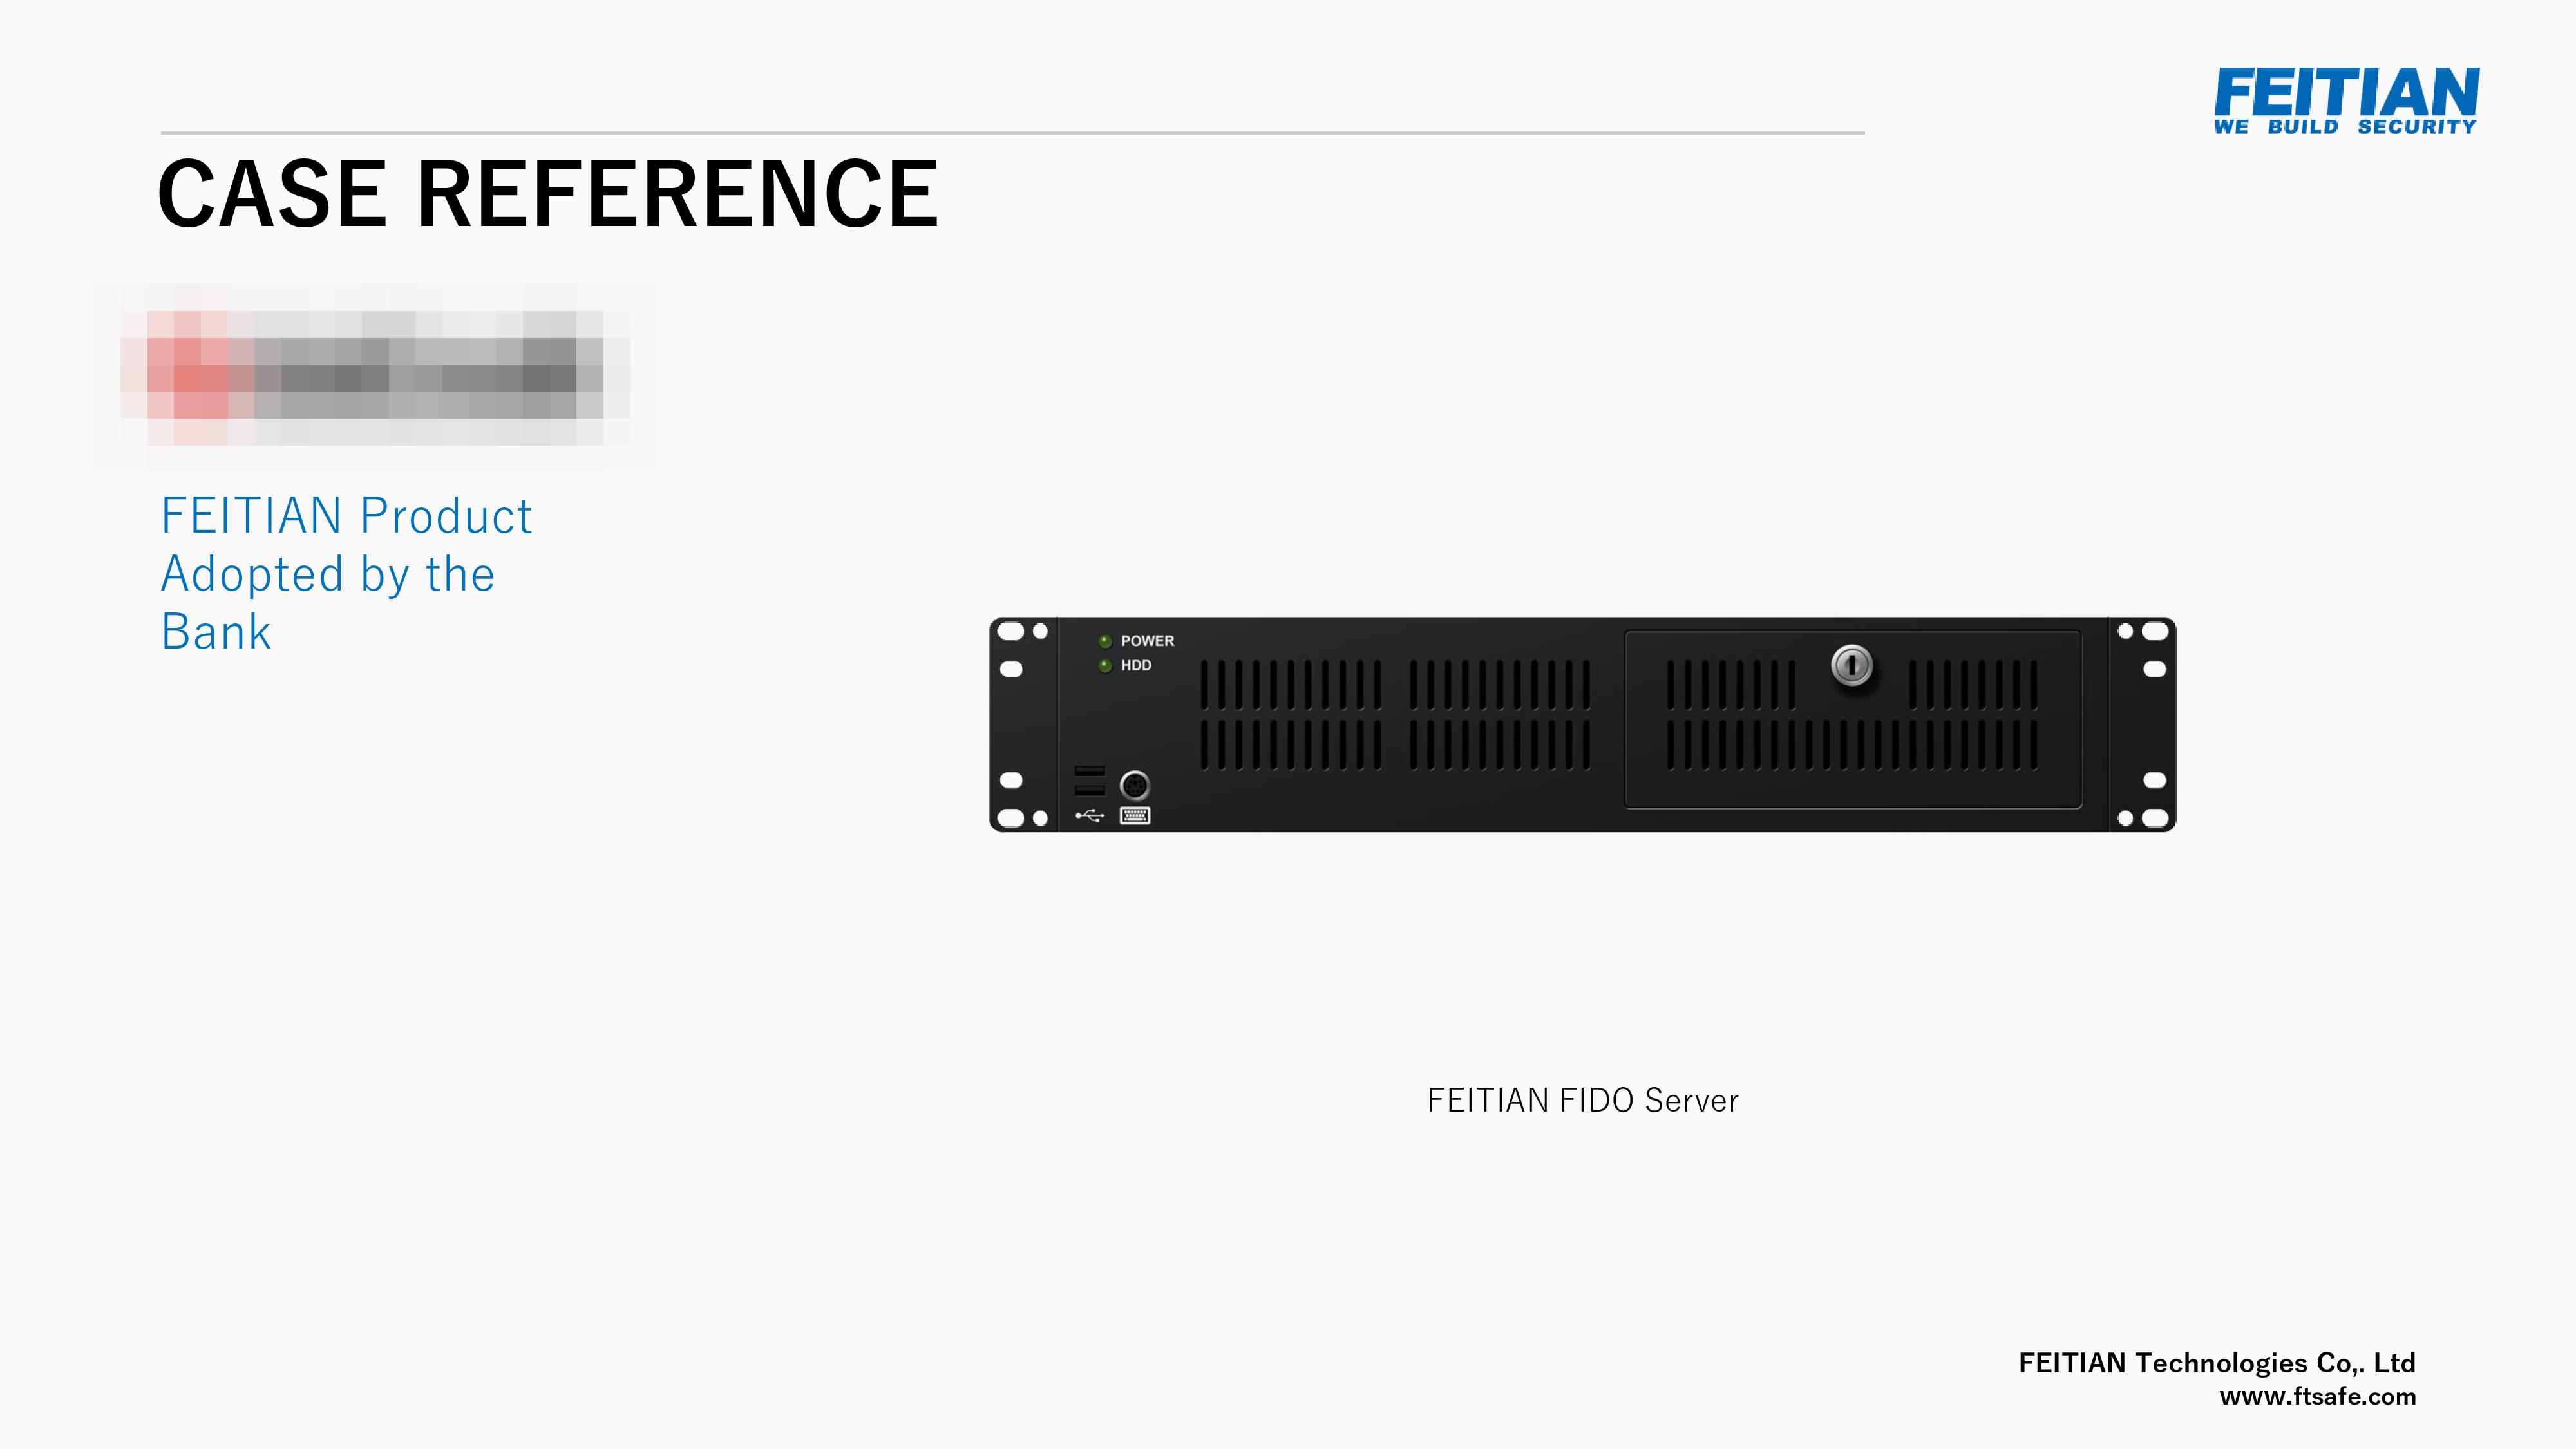 FEITIAN
WE BUILD SECURITY
CASE REFERENCE
FEITIAN Product
Adopted by the
Bank
POWER
HDD
FEITIAN FIDO Server
FEITIAN Technologies Co,. Ltd
www.ftsafe.com